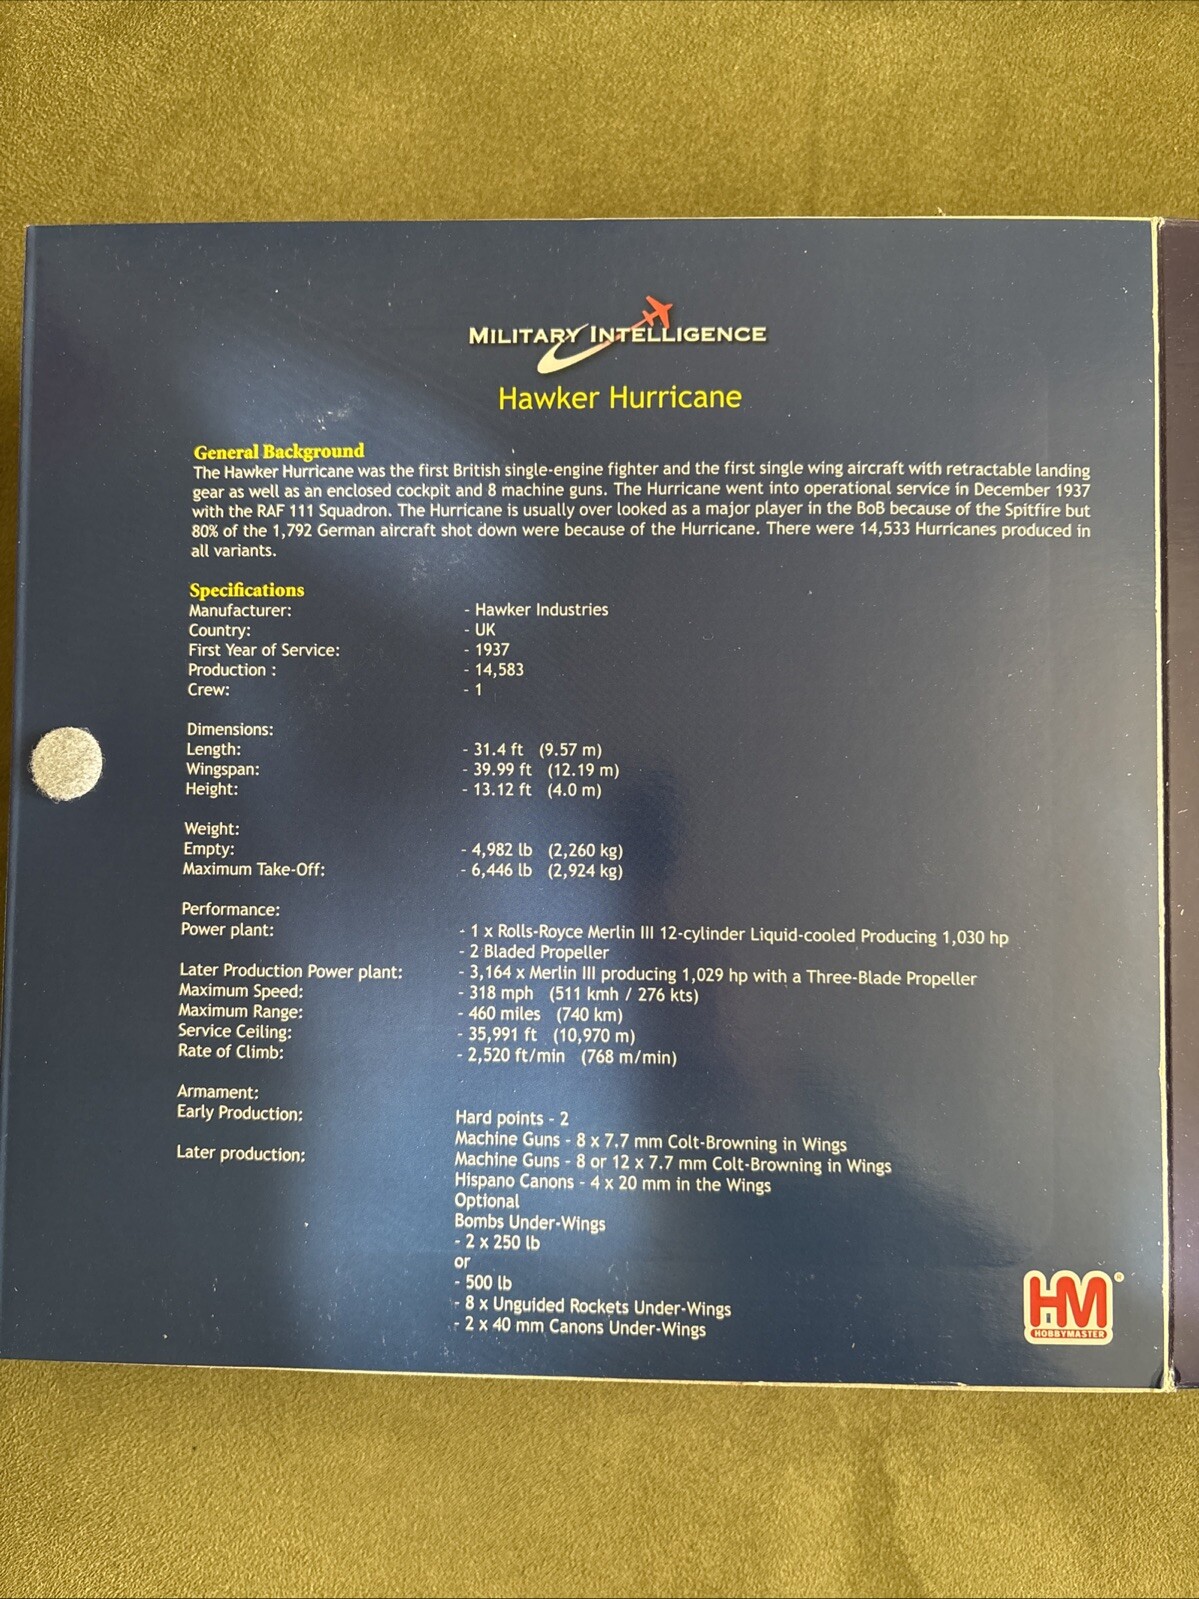 MILITARY INTELLIGENCE
Hawker Hurricane
General Background
The Hawker Hurricane was the first British single-engine fighter and the first single wing aircraft with retractable landing
gear as well as an enclosed cockpit and 8 machine guns. The Hurricane went into operational service in December 1937
with the RAF 111 Squadron. The Hurricane is usually over looked as a major player in the BoB because of the Spitfire but
80% of the 1,792 German aircraft shot down were because of the Hurricane. There were 14,533 Hurricanes produced in
all variants.
Specifications
Manufacturer: - Hawker Industries
Country: - UK
First Year of Service: - 1937
Production : - 14,583
Crew: - 1
Dimensions:
Length: - 31.4 ft (9.57 m)
Wingspan: - 39.99 ft (12.19 m)
Height: - 13.12 ft (4.0 m)
Weight:
Empty: - 4,982 lb (2,260 kg)
Maximum Take-Off: - 6,446 lb (2,924 kg)
Performance:
Power plant: - 1 x Rolls-Royce Merlin III 12-cylinder Liquid-cooled Producing 1,030 hp
- 2 Bladed Propeller
Later Production Power plant: - 3,164 x Merlin III producing 1,029 hp with a Three-Blade Propeller
Maximum Speed: - 318 mph (511 kmh / 276 kts)
Maximum Range: - 460 miles (740 km)
Service Ceiling: - 35,991 ft (10,970 m)
Rate of Climb: - 2,520 ft/min (768 m/min)
Armament:
Early Production: Hard points - 2
Machine Guns - 8 x 7.7 mm Colt-Browning in Wings
Later production: Machine Guns - 8 or 12 x 7.7 mm Colt-Browning in Wings
Hispano Canons - 4 x 20 mm in the Wings
Optional
Bombs Under-Wings
- 2 x 250 lb
or
- 500 lb
- 8 x Unguided Rockets Under-Wings
- 2 x 40 mm Canons Under-Wings
HM®
HOBBYMASTER